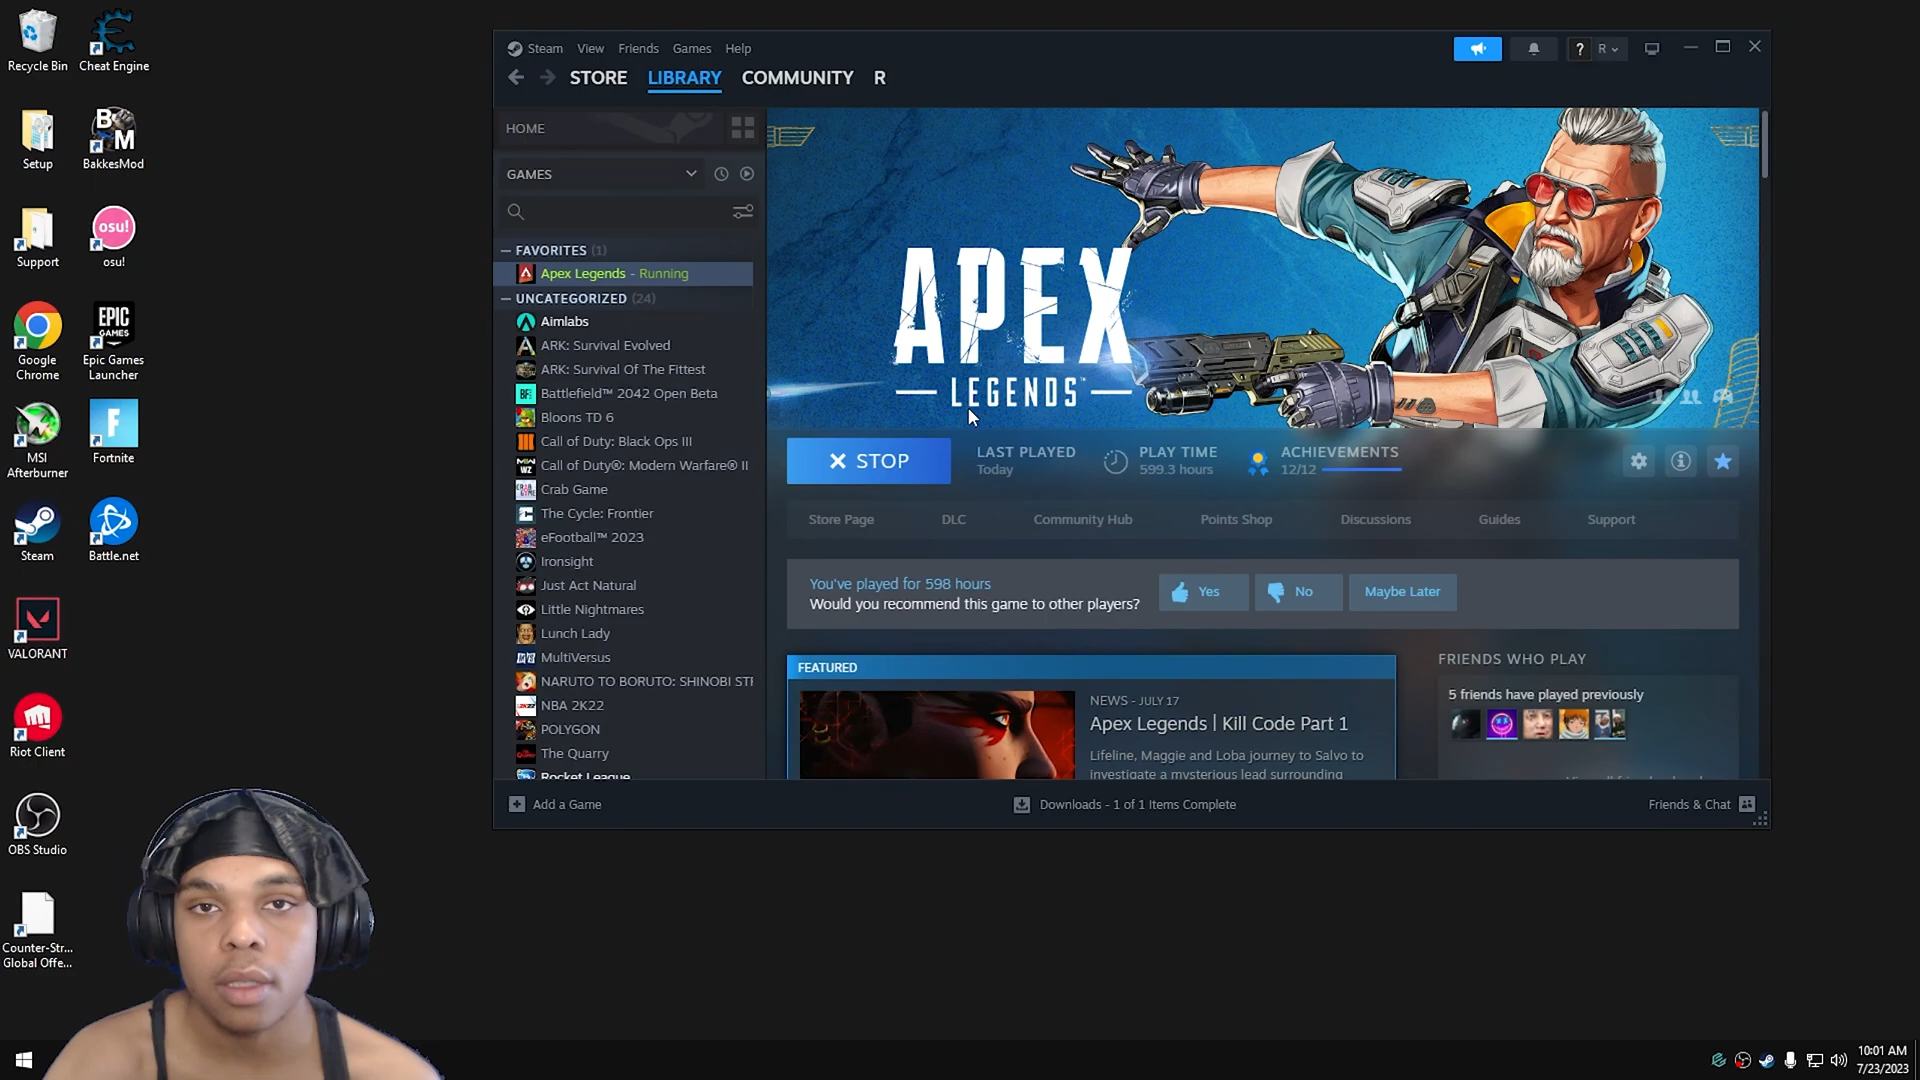 Recycle Bin
Cheat Engine
Setup
BakkesMod
BM
Support
osu!
osu!
Google Chrome
EPIC GAMES
Epic Games Launcher
MSI Afterburner
Fortnite
Steam
Battle.net
VALORANT
Riot Client
OBS Studio
Counter-Str...
Global Offe...
Steam View Friends Games Help
? R
STORE LIBRARY COMMUNITY R
HOME
GAMES
— FAVORITES (1)
Apex Legends - Running
— UNCATEGORIZED (24)
Aimlabs
ARK: Survival Evolved
ARK: Survival Of The Fittest
Battlefield™ 2042 Open Beta
Bloons TD 6
Call of Duty: Black Ops III
Call of Duty®: Modern Warfare® II
Crab Game
The Cycle: Frontier
eFootball™ 2023
Ironsight
Just Act Natural
Little Nightmares
Lunch Lady
MultiVersus
NARUTO TO BORUTO: SHINOBI STR
NBA 2K22
POLYGON
The Quarry
Rocket League
APEX
LEGENDS™
STOP
LAST PLAYED
Today
PLAY TIME
599.3 hours
ACHIEVEMENTS
12/12
Store Page DLC Community Hub Points Shop Discussions Guides Support
You've played for 598 hours
Would you recommend this game to other players?
Yes No Maybe Later
FEATURED
NEWS - JULY 17
Apex Legends | Kill Code Part 1
Lifeline, Maggie and Loba journey to Salvo to
investigate a mysterious lead surrounding
FRIENDS WHO PLAY
5 friends have played previously
Add a Game
Downloads - 1 of 1 Items Complete
Friends & Chat
10:01 AM
7/23/2023